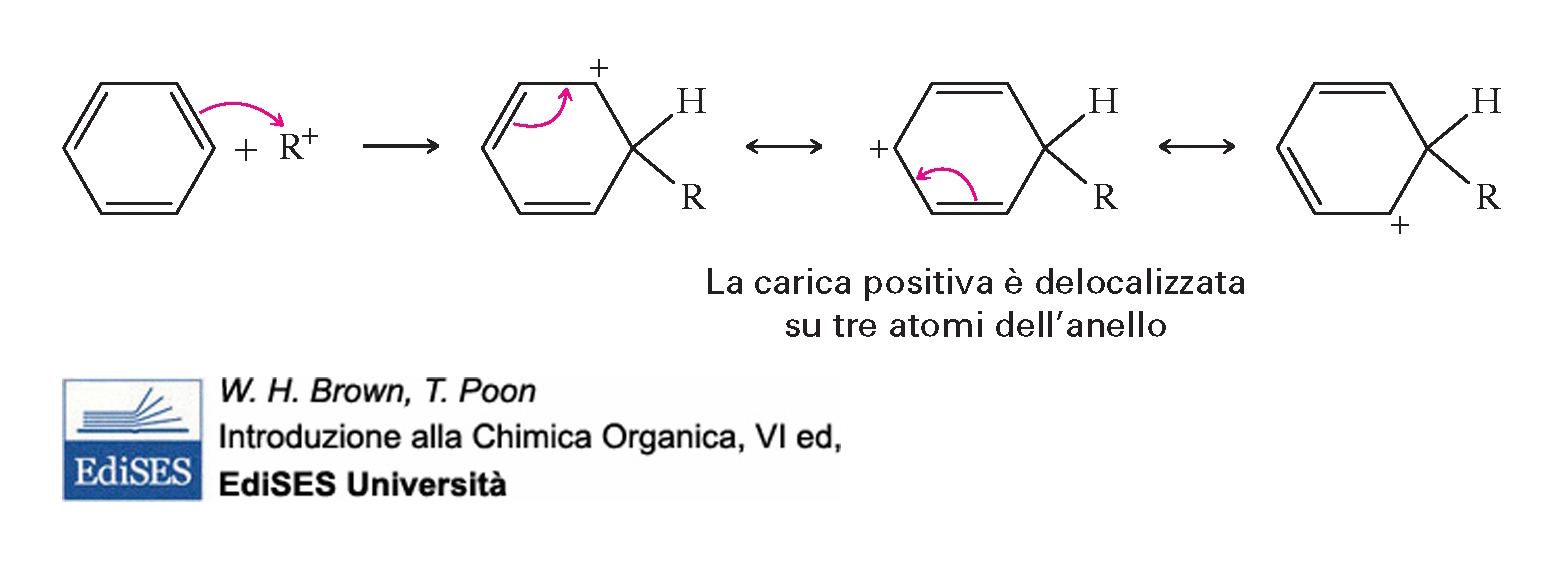 +
H
H
H
+ R⁺
+
R
R
R
+
La carica positiva è delocalizzata
su tre atomi dell’anello
W. H. Brown, T. Poon
Introduzione alla Chimica Organica, VI ed,
EdiSES
EdiSES Università